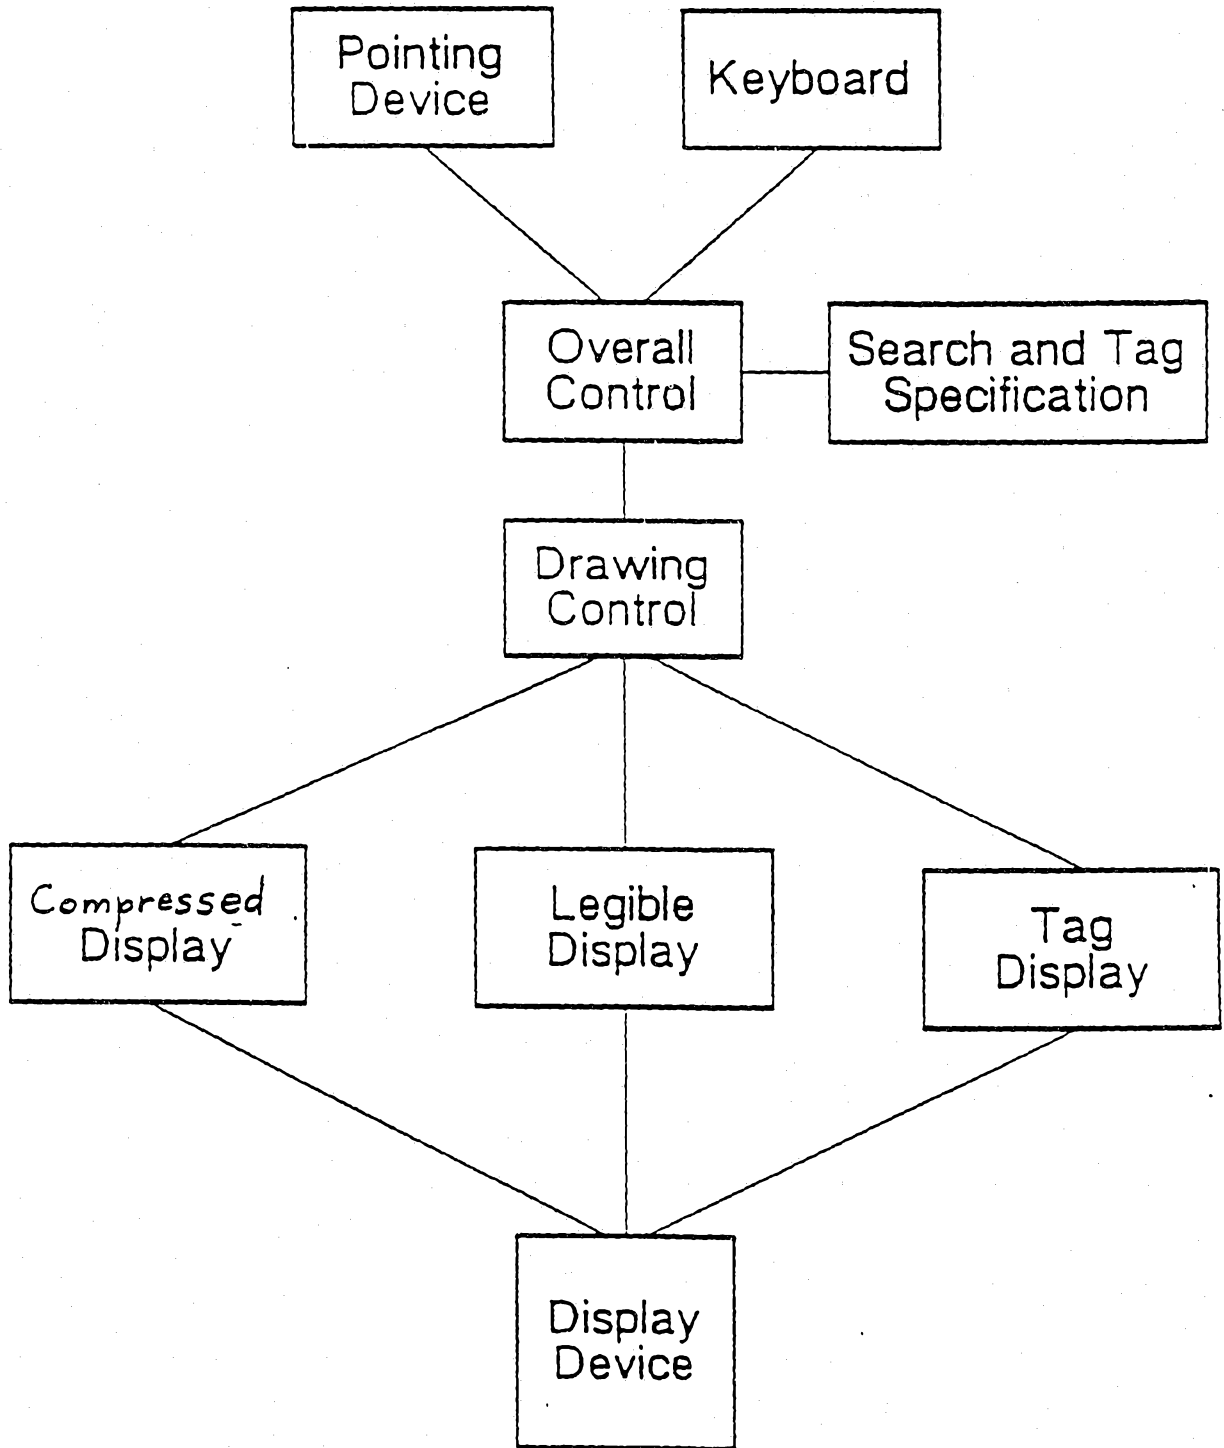 Pointing
Device
Keyboard
Overall
Control
Search and Tag
Specification
Drawing
Control
Compressed
Display
Legible
Display
Tag
Display
Display
Device